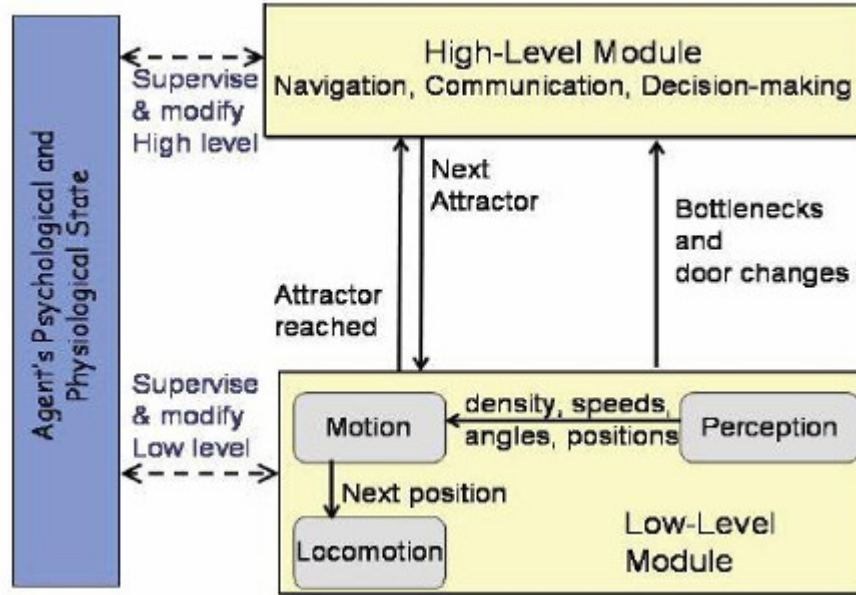 Agent's Psychological and
Physiological State
Supervise
& modify
High level
High-Level Module
Navigation, Communication, Decision-making
Attractor
reached
Next
Attractor
Bottlenecks
and
door changes
Supervise
& modify
Low level
Motion
density, speeds,
angles, positions
Perception
Next position
Locomotion
Low-Level
Module